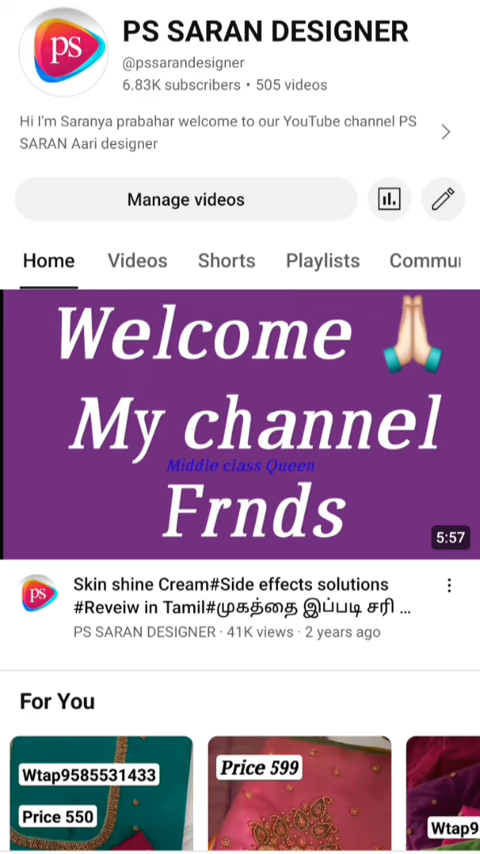 ps
PS SARAN DESIGNER
@pssarandesigner
6.83K subscribers • 505 videos
Hi I'm Saranya prabahar welcome to our YouTube channel PS
SARAN Aari designer
Manage videos
Home Videos Shorts Playlists Commu
Welcome 🙏
My channel
Middle class Queen
Frnds
5:57
ps
Skin shine Cream#Side effects solutions
#Reveiw in Tamil#முகத்தை இப்படி சரி ...
PS SARAN DESIGNER · 41K views · 2 years ago
For You
Wtap9585531433
Price 550
Price 599
Wtap9